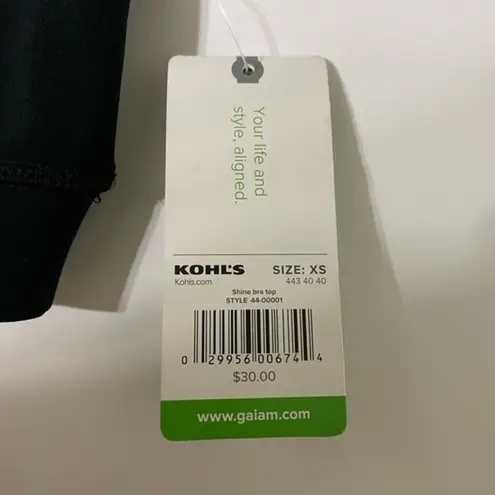 Your life and
style, aligned.
KOHL'S
Kohls.com
SIZE: XS
443 40 40
Shine bra top
STYLE 44-00001
0 29956 00674 4
$30.00
www.gaiam.com